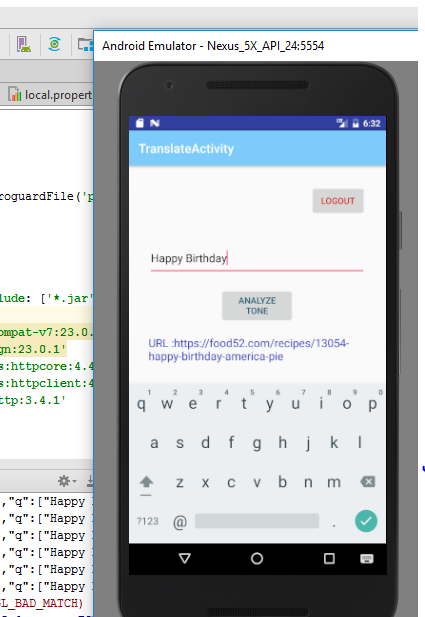 Android Emulator - Nexus_5X_API_24:5554
local.propert
6:32
TranslateActivity
roguardFile('p
LOGOUT
Happy Birthday
lude: ['*.jar'
ANALYZE
TONE
ompat-v7:23.0.
gn:23.0.1'
s:httpcore:4.4
s:httpclient:4
ttp:3.4.1'
URL :https://food52.com/recipes/13054-
happy-birthday-america-pie
1 2 3 4 5 6 7 8 9 0
q w e r t y u i o p
a s d f g h j k l
z x c v b n m
?123 @ .
,"q":["Happy
,"q":["Happy
,"q":["Happy
,"q":["Happy
,"q":["Happy
,"q":["Happy
L_BAD_MATCH)